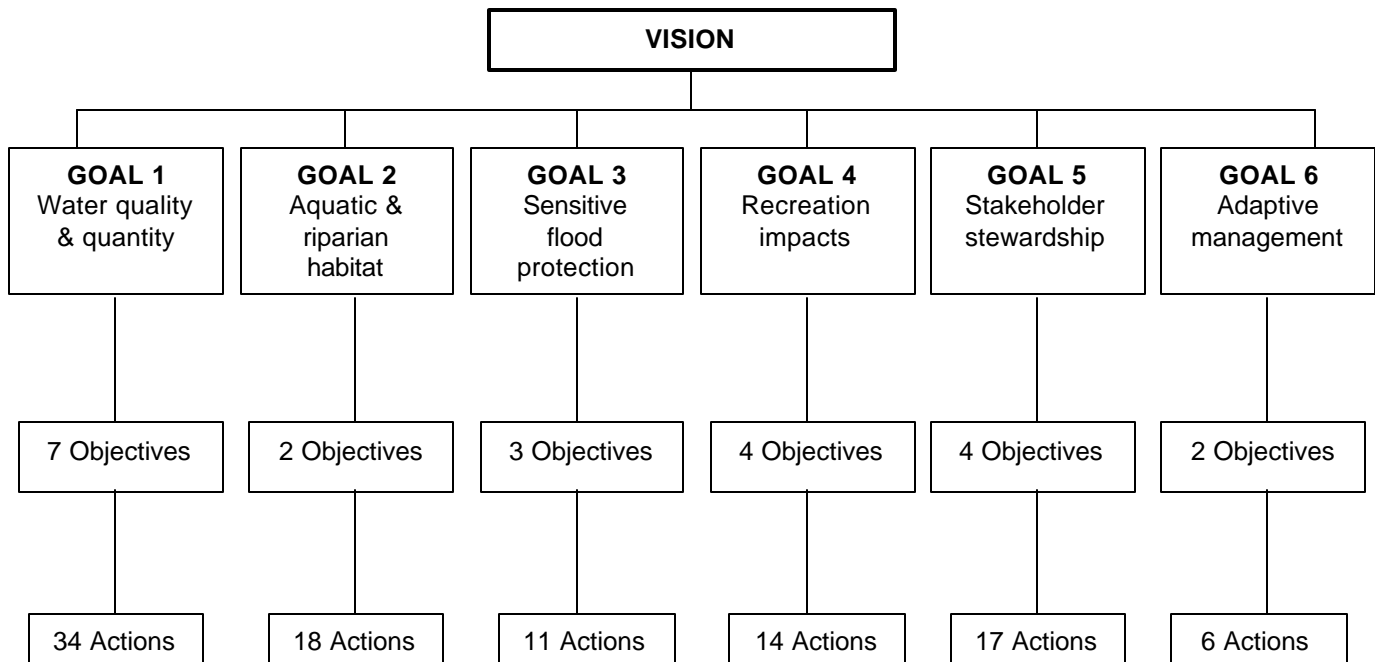 VISION
GOAL 1
Water quality
& quantity
GOAL 2
Aquatic &
riparian
habitat
GOAL 3
Sensitive
flood
protection
GOAL 4
Recreation
impacts
GOAL 5
Stakeholder
stewardship
GOAL 6
Adaptive
management
7 Objectives
2 Objectives
3 Objectives
4 Objectives
4 Objectives
2 Objectives
34 Actions
18 Actions
11 Actions
14 Actions
17 Actions
6 Actions